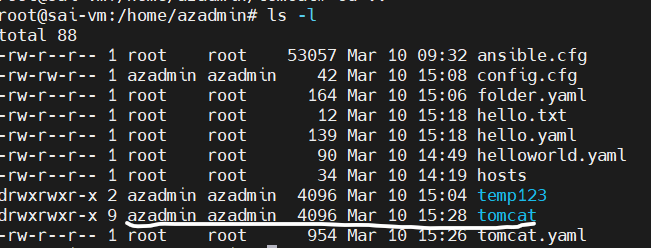 root@sai-vm:/home/azadmin# ls -l
total 88
-rw-r--r-- 1 root    root    53057 Mar 10 09:32 ansible.cfg
-rw-rw-r-- 1 azadmin azadmin    42 Mar 10 15:08 config.cfg
-rw-r--r-- 1 root    root      164 Mar 10 15:06 folder.yaml
-rw-r--r-- 1 root    root       12 Mar 10 15:18 hello.txt
-rw-r--r-- 1 root    root      139 Mar 10 15:18 hello.yaml
-rw-r--r-- 1 root    root       90 Mar 10 14:49 helloworld.yaml
-rw-r--r-- 1 root    root       34 Mar 10 14:19 hosts
drwxrwxr-x 2 azadmin azadmin  4096 Mar 10 15:04 temp123
drwxrwxr-x 9 azadmin azadmin  4096 Mar 10 15:28 tomcat
-rw-r--r-- 1 root    root      954 Mar 10 15:26 tomcat.yaml